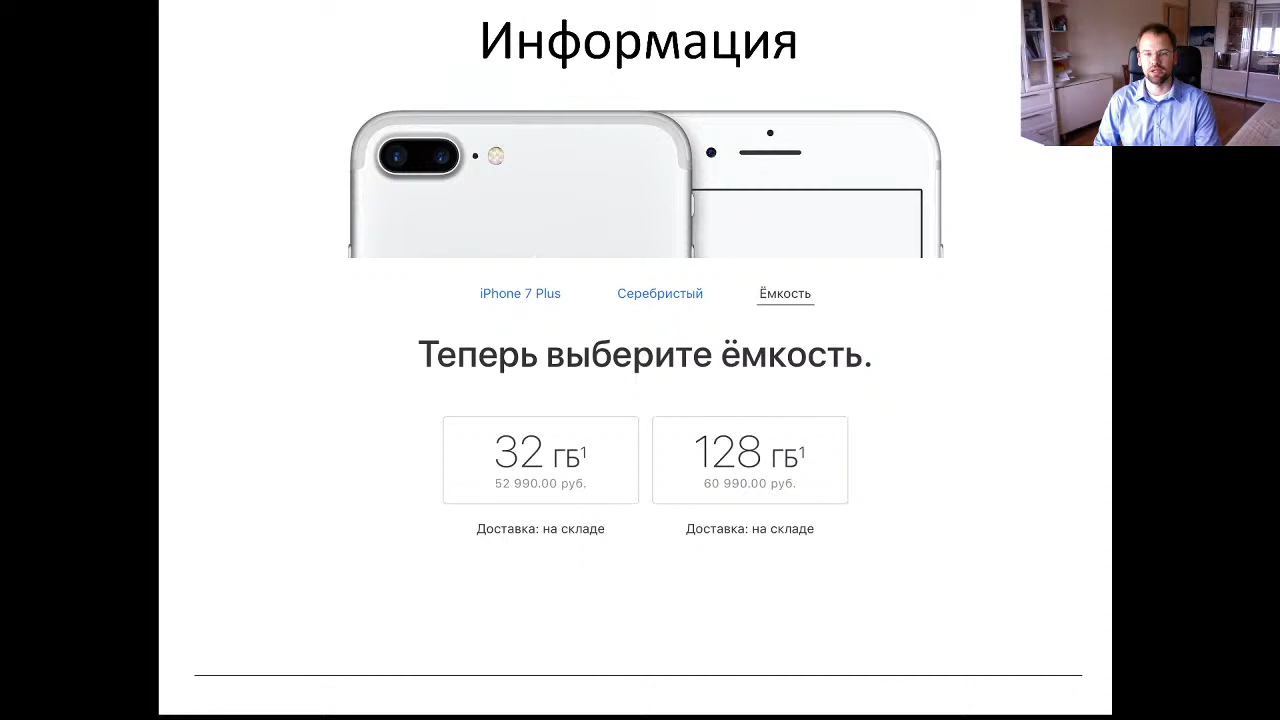 Информация
iPhone 7 Plus Серебристый Ёмкость
Теперь выберите ёмкость.
32 ГБ¹ 128 ГБ¹
52 990.00 руб. 60 990.00 руб.
Доставка: на складе Доставка: на складе